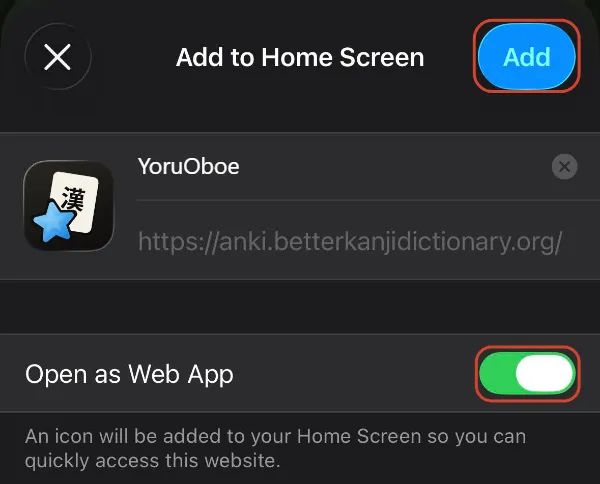 Add to Home Screen
Add
漢
YoruOboe
https://anki.betterkanjidictionary.org/
Open as Web App
An icon will be added to your Home Screen so you can
quickly access this website.